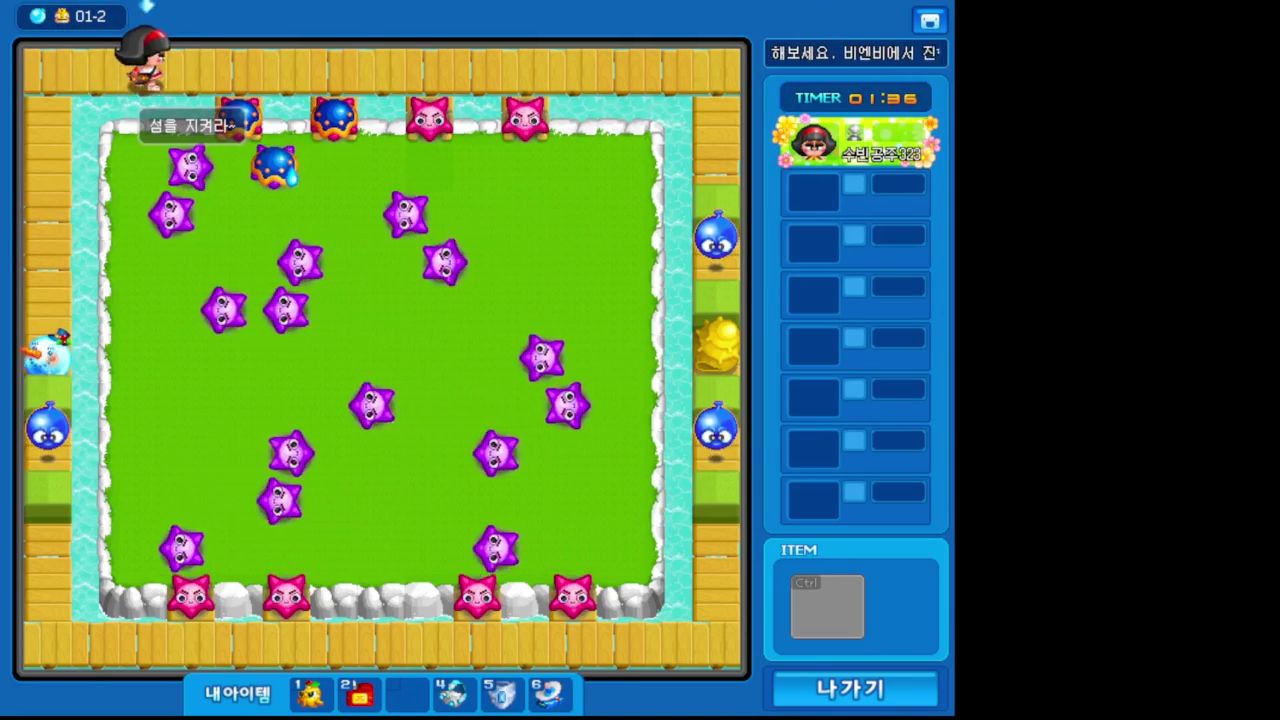 01-2
해보세요. 비엔비에서 진
TIMER 01:36
섬을 지켜라~
수빈공주323
ITEM
Ctrl
내아이템 1 2 4 5 6
나가기